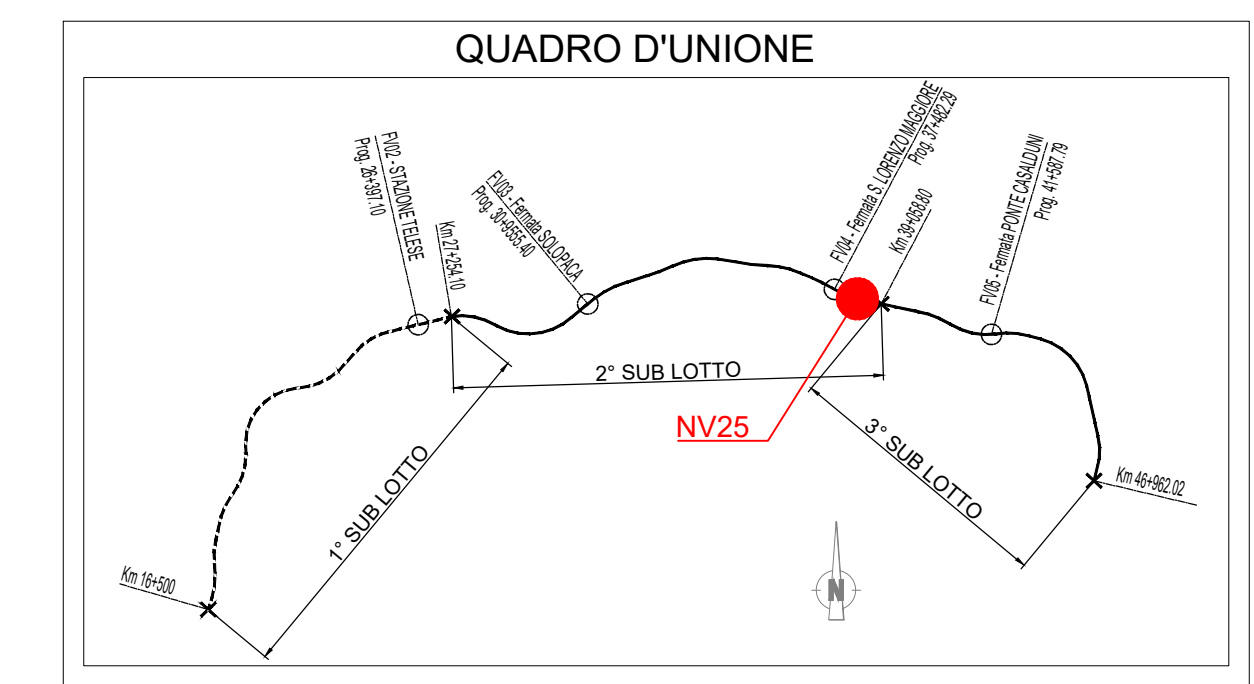 QUADRO D'UNIONE
FV02 - STAZIONE TELESE
Prog. 26+397.10
Km 27+254.10
FV03 - Fermata SOLOPACA
Prog. 30+9555.40
FV04 - Fermata S. LORENZO MAGGIORE
Prog. 37+482.29
Km 39+058.80
FV05 - Fermata PONTE CASALDUNI
Prog. 41+587.79
2° SUB LOTTO
NV25
1° SUB LOTTO
3° SUB LOTTO
Km 46+962.02
Km 16+500
N